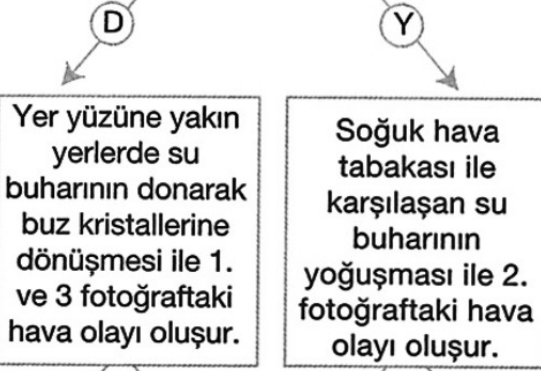 D
Y
Yer yüzüne yakın
yerlerde su
buharının donarak
buz kristallerine
dönüşmesi ile 1.
ve 3 fotoğraftaki
hava olayı oluşur.
Soğuk hava
tabakası ile
karşılaşan su
buharının
yoğuşması ile 2.
fotoğraftaki hava
olayı oluşur.